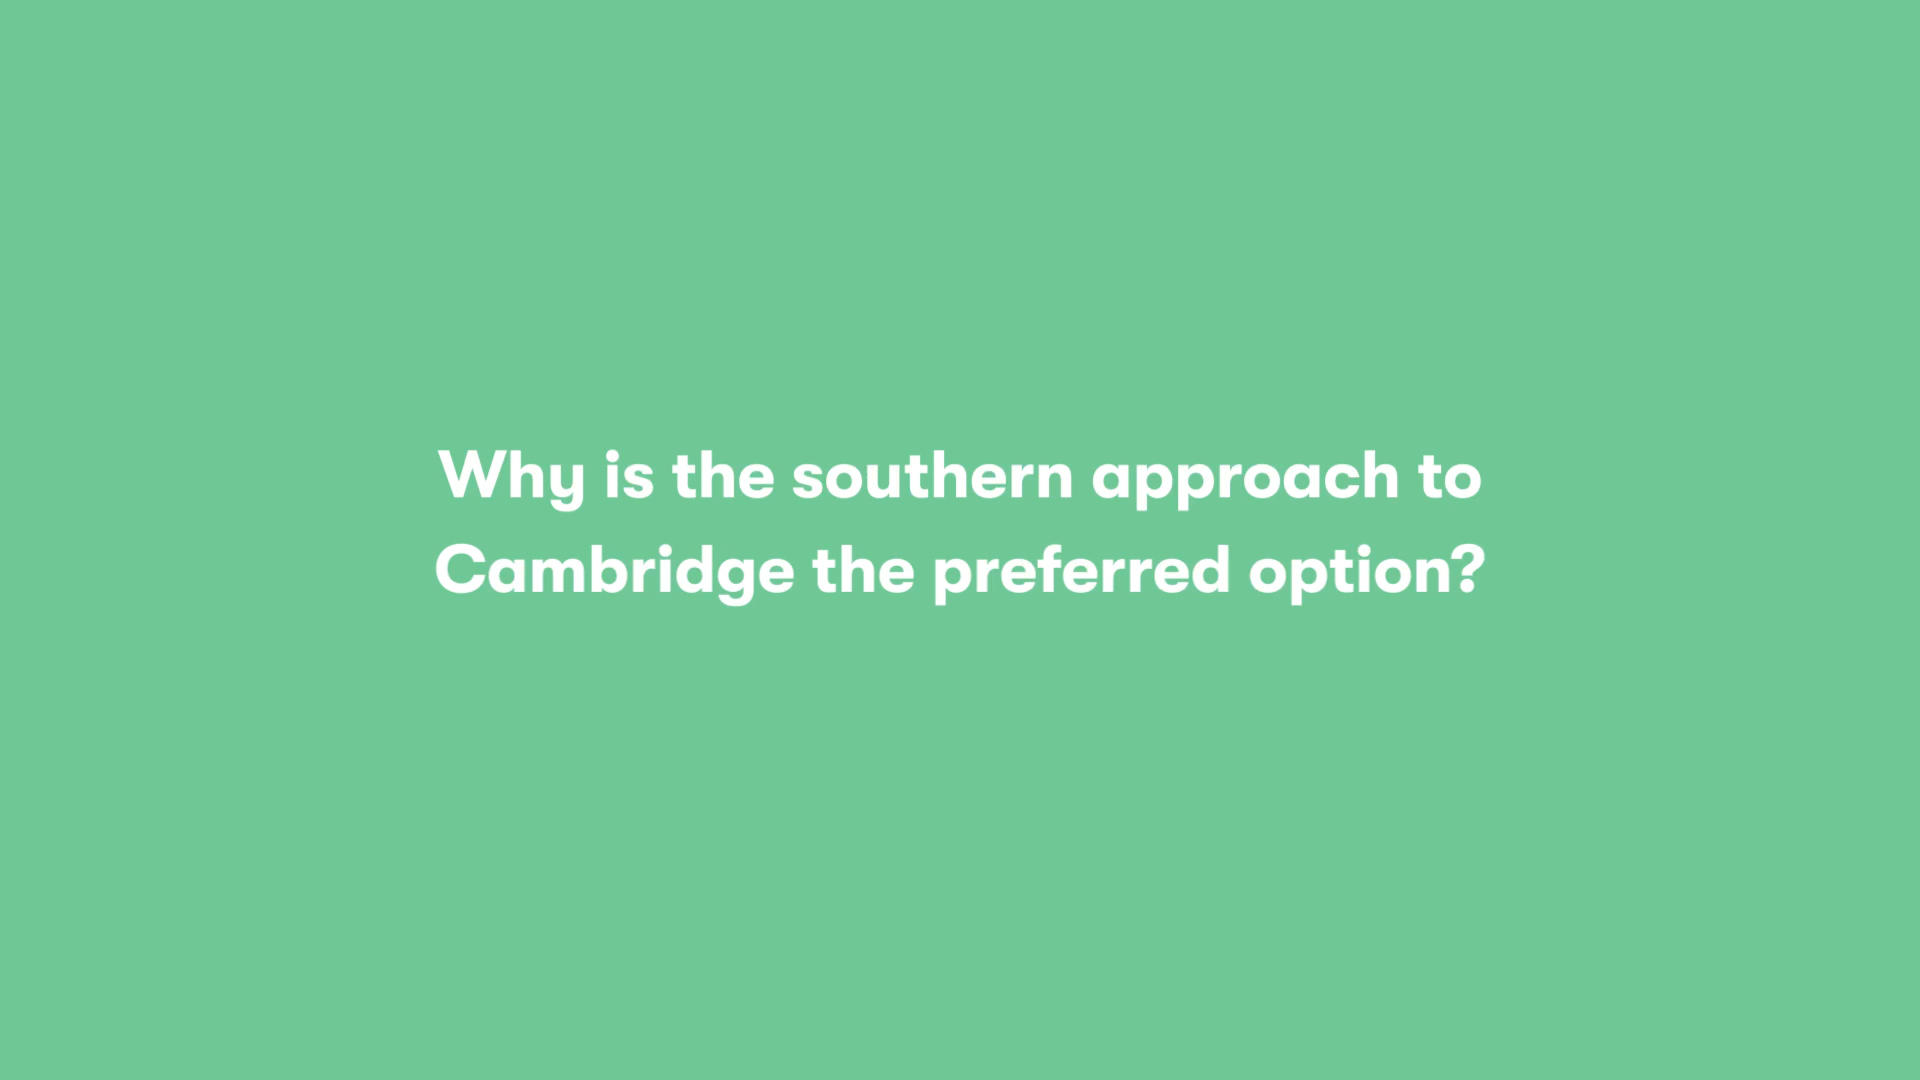 Why is the southern approach to
Cambridge the preferred option?